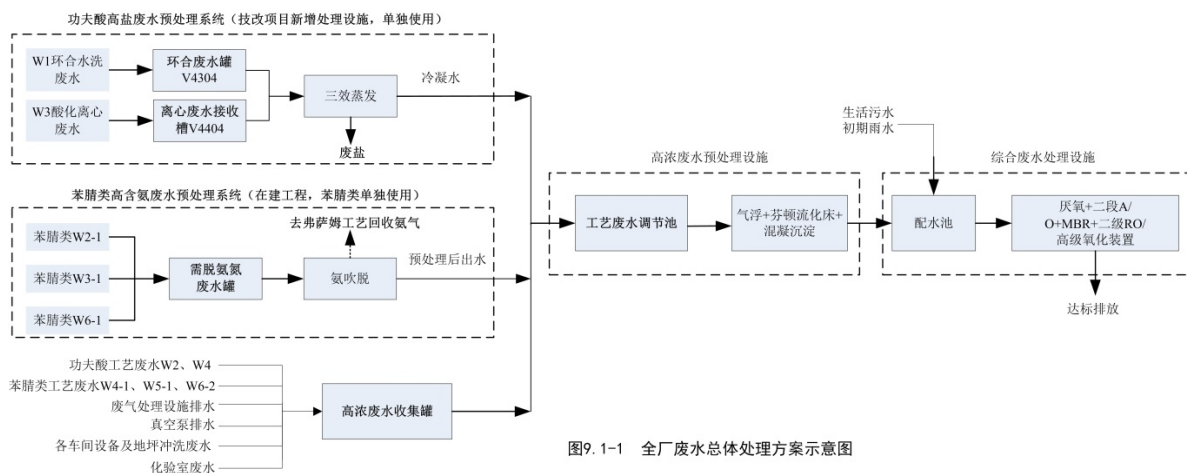 功夫酸高盐废水预处理系统（技改项目新增处理设施，单独使用）
W1环合水洗
废水
环合废水罐
V4304
W3酸化离心
废水
离心废水接收
槽V4404
三效蒸发
冷凝水
废盐
苯腈类高含氨废水预处理系统（在建工程，苯腈类单独使用）
苯腈类W2-1
苯腈类W3-1
苯腈类W6-1
需脱氨氮
废水罐
去弗萨姆工艺回收氨气
氨吹脱
预处理后出水
功夫酸工艺废水W2、W4
苯腈类工艺废水W4-1、W5-1、W6-2
废气处理设施排水
真空泵排水
各车间设备及地坪冲洗废水
化验室废水
高浓废水收集罐
高浓废水预处理设施
工艺废水调节池
气浮+芬顿流化床+
混凝沉淀
生活污水
初期雨水
综合废水处理设施
配水池
厌氧+二段A/
O+MBR+二级RO/
高级氧化装置
达标排放
图9.1-1 全厂废水总体处理方案示意图